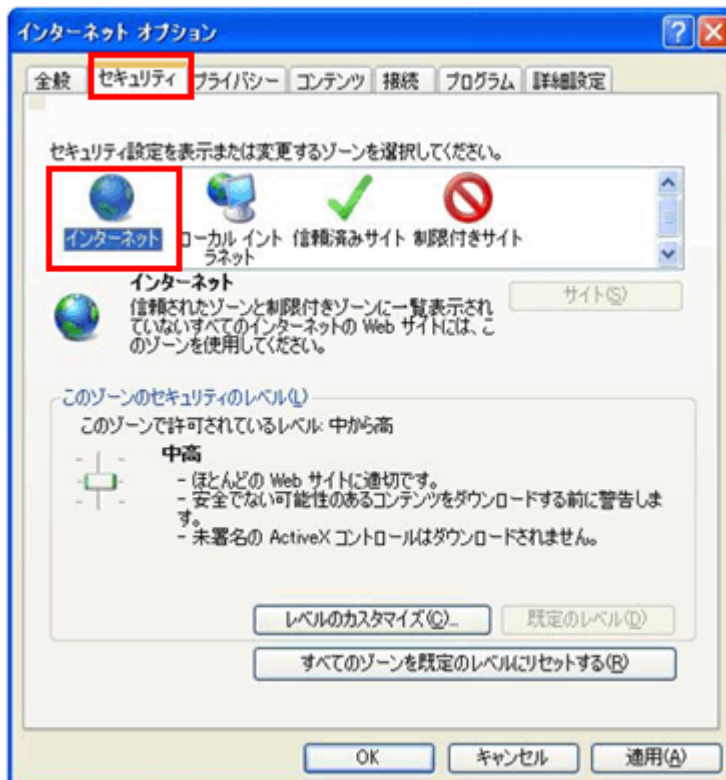 インターネット オプション
全般 セキュリティ プライバシー コンテンツ 接続 プログラム 詳細設定
セキュリティ設定を表示または変更するゾーンを選択してください。
インターネット ローカル イント 信頼済みサイト 制限付きサイト
ラネット
インターネット
サイト(S)
信頼されたゾーンと制限付きゾーンに一覧表示され
ていないすべてのインターネットの Web サイトには、こ
のゾーンを使用してください。
このゾーンのセキュリティのレベル(L)
このゾーンで許可されているレベル: 中から高
中高
- ほとんどの Web サイトに適切です。
- 安全でない可能性のあるコンテンツをダウンロードする前に警告しま
す。
- 未署名の ActiveX コントロールはダウンロードされません。
レベルのカスタマイズ(C)... 既定のレベル(D)
すべてのゾーンを既定のレベルにリセットする(R)
OK キャンセル 適用(A)